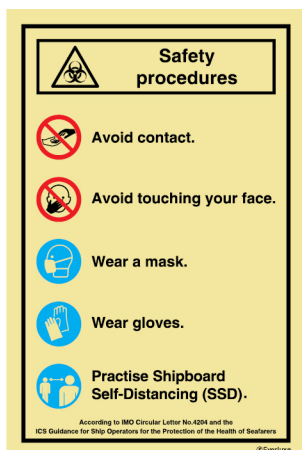 Safety
procedures
Avoid contact.
Avoid touching your face.
Wear a mask.
Wear gloves.
Practise Shipboard
Self-Distancing (SSD).
According to IMO Circular Letter No.4204 and the
ICS Guidance for Ship Operators for the Protection of the Health of Seafarers